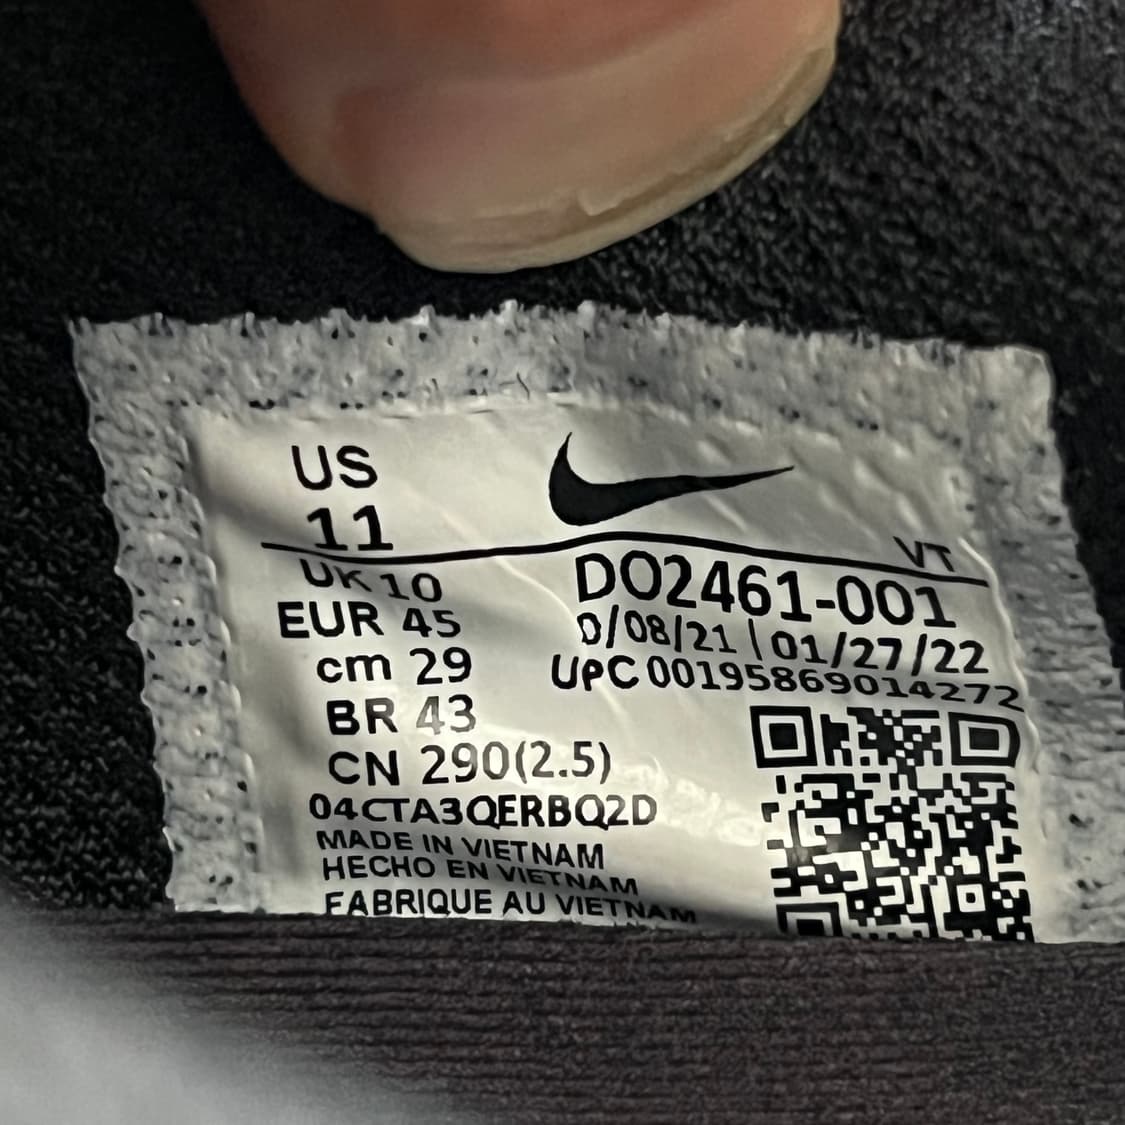 US
11
VT
UK 10
EUR 45
cm 29
BR 43
CN 290(2.5)
DO2461-001
0/08/21 | 01/27/22
UPC 00195869014272
04CTA3QERBQ2D
MADE IN VIETNAM
HECHO EN VIETNAM
FABRIQUE AU VIETNAM